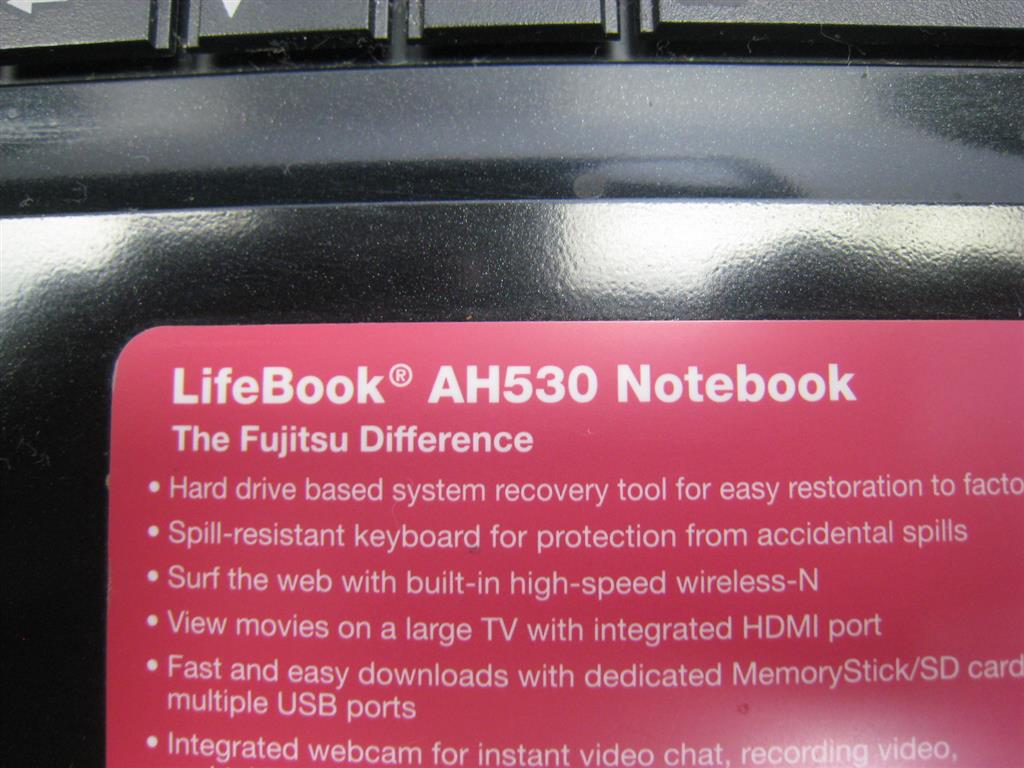 LifeBook® AH530 Notebook
The Fujitsu Difference
• Hard drive based system recovery tool for easy restoration to facto
• Spill-resistant keyboard for protection from accidental spills
• Surf the web with built-in high-speed wireless-N
• View movies on a large TV with integrated HDMI port
• Fast and easy downloads with dedicated MemoryStick/SD card
multiple USB ports
• Integrated webcam for instant video chat, recording video,